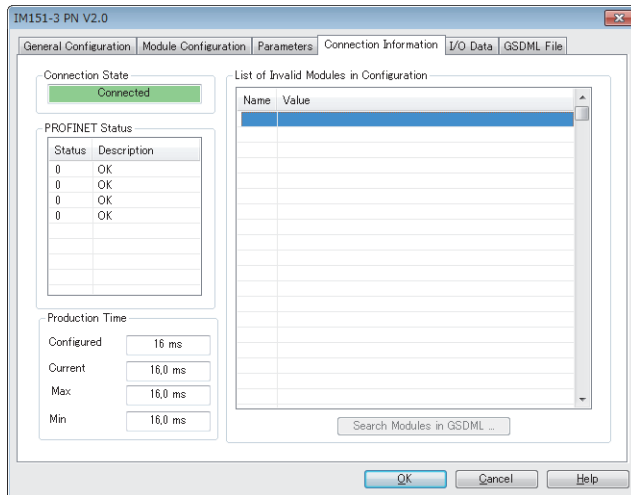 IM151-3 PN V2.0
General Configuration Module Configuration Parameters Connection Information I/O Data GSDML File
Connection State
Connected
PROFINET Status
Status Description
0 OK
0 OK
0 OK
0 OK
Production Time
Configured 16 ms
Current 16,0 ms
Max 16,0 ms
Min 16,0 ms
List of Invalid Modules in Configuration
Name Value
Search Modules in GSDML ...
OK Cancel Help